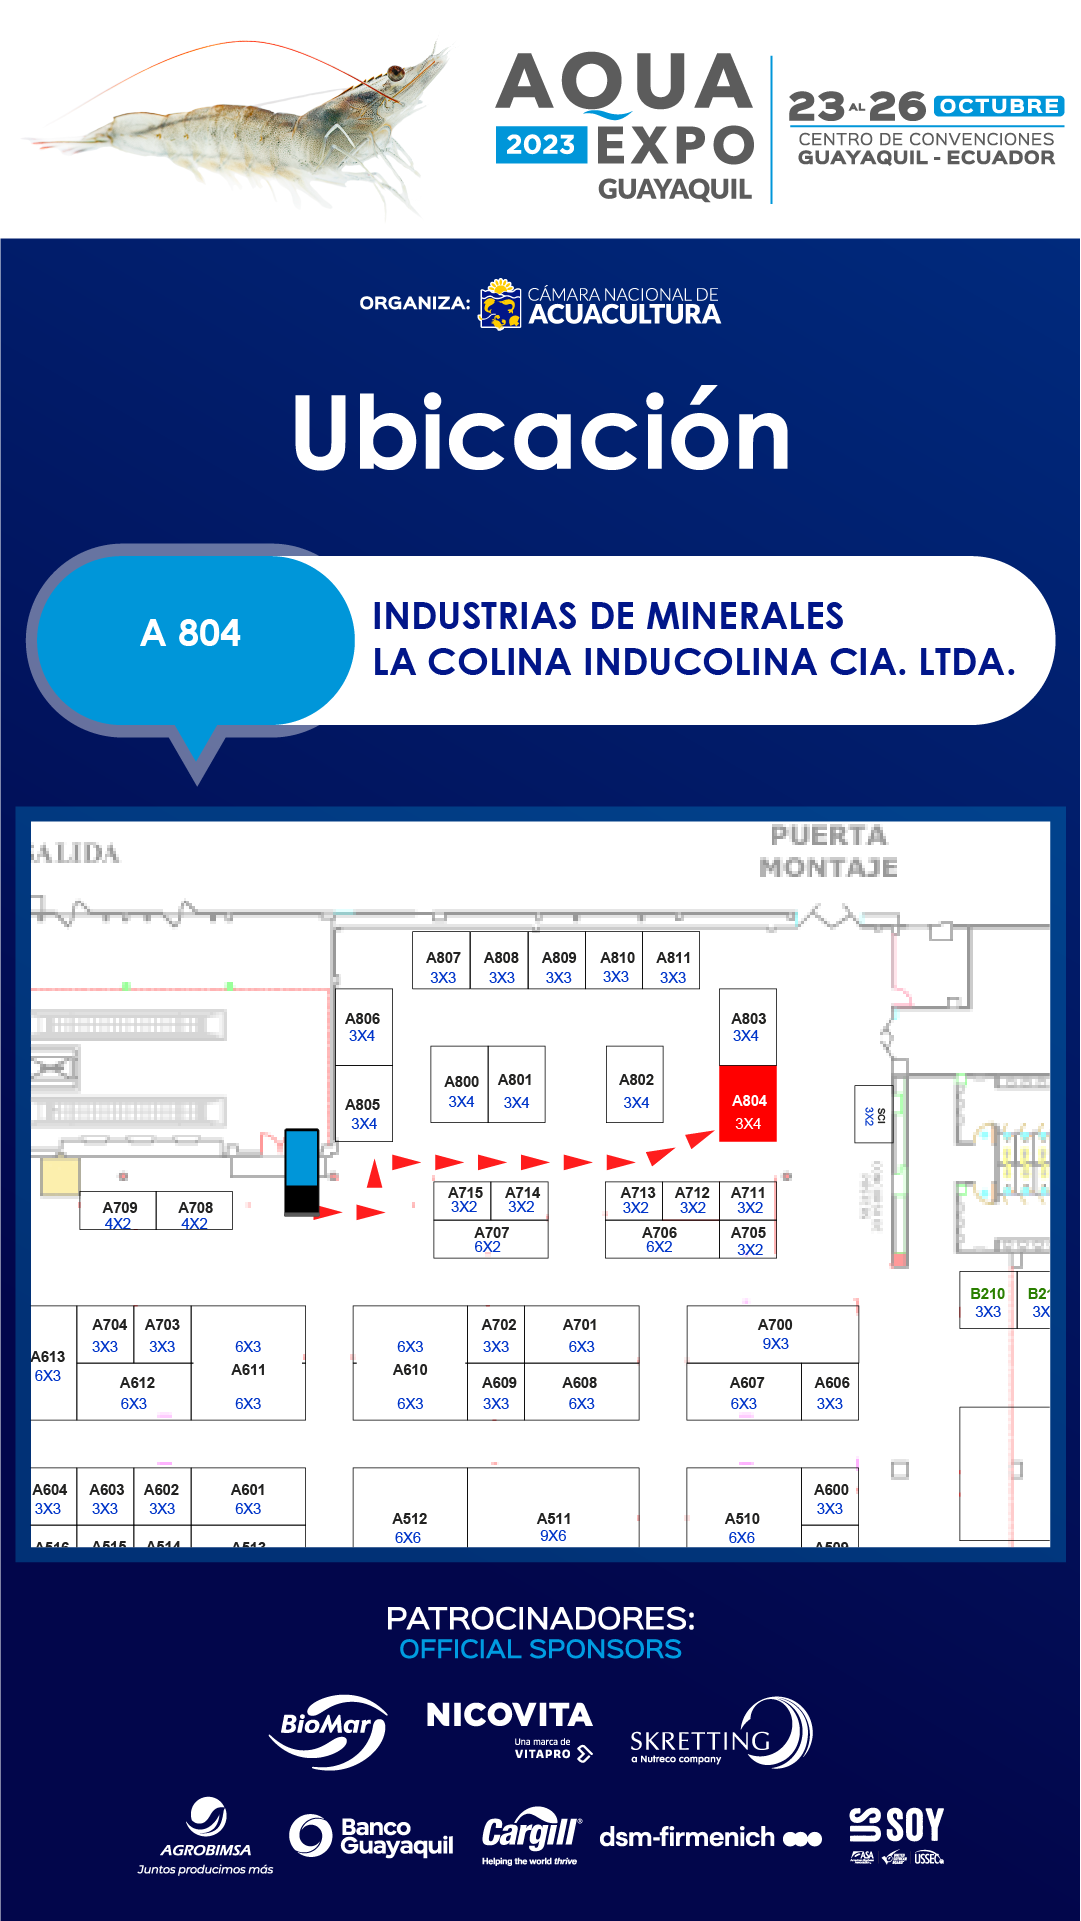 AQUA
2023 EXPO
GUAYAQUIL
23 AL 26 OCTUBRE
CENTRO DE CONVENCIONES
GUAYAQUIL - ECUADOR
ORGANIZA:
CÁMARA NACIONAL DE
ACUACULTURA
Ubicación
A 804
INDUSTRIAS DE MINERALES
LA COLINA INDUCOLINA CIA. LTDA.
PUERTA
MONTAJE
SALIDA
A807 A808 A809 A810 A811
3X3 3X3 3X3 3X3 3X3
A806 A803
3X4 3X4
A800 A801 A802
3X4 3X4 3X4
A805 A804
3X4 3X4
SCI
3X2
A715 A714 A713 A712 A711
3X2 3X2 3X2 3X2 3X2
A709 A708
4X2 4X2
A707 A706 A705
6X2 6X2 3X2
B210
3X3
A704 A703 A702 A701 A700
3X3 3X3 6X3 6X3 3X3 6X3 9X3
A613 A611 A610
6X3
A612 A609 A608 A607 A606
6X3 6X3 6X3 3X3 6X3 6X3 3X3
A604 A603 A602 A601 A600
3X3 3X3 3X3 6X3 3X3
A512 A511 A510
6X6 9X6 6X6
A516 A515 A514 A513 A509
PATROCINADORES:
OFFICIAL SPONSORS
BioMar
NICOVITA
Una marca de
VITAPRO
SKRETTING
a Nutreco company
AGROBIMSA
Juntos producimos más
Banco
Guayaquil
Cargill®
Helping the world thrive
dsm-firmenich
US SOY
ASA USSEC